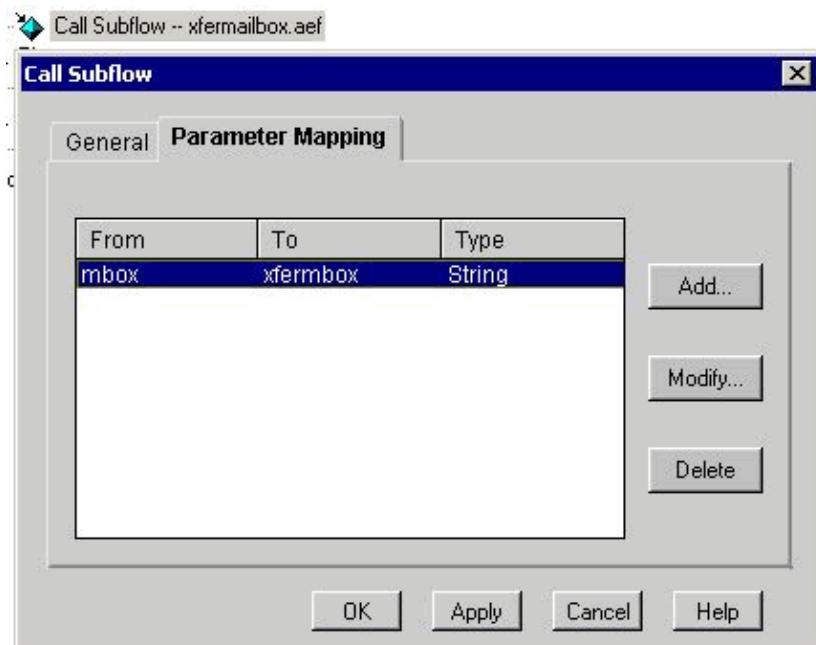 Call Subflow -- xfermailbox.aef
Call Subflow
General Parameter Mapping
From To Type
mbox xfermbox String
Add...
Modify...
Delete
OK Apply Cancel Help